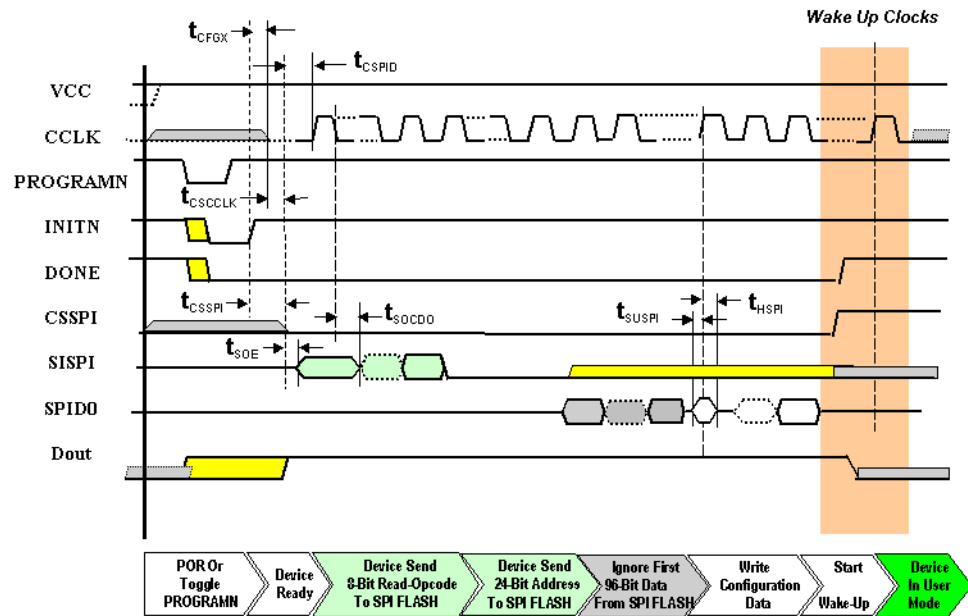 Wake Up Clocks
tCFGX
tCSPID
VCC
CCLK
PROGRAMN
tCSCCLK
INITN
DONE
tCSSPI
CSSPI
tSOCDO
tSUSPI
tHSPI
tSOE
SISPI
SPID0
Dout
POR Or
Toggle
PROGRAMN
Device
Ready
Device Send
8-Bit Read-Opcode
To SPI FLASH
Device Send
24-Bit Address
To SPI FLASH
Ignore First
96-Bit Data
From SPI FLASH
Write
Configuration
Data
Start
Wake-Up
Device
In User
Mode